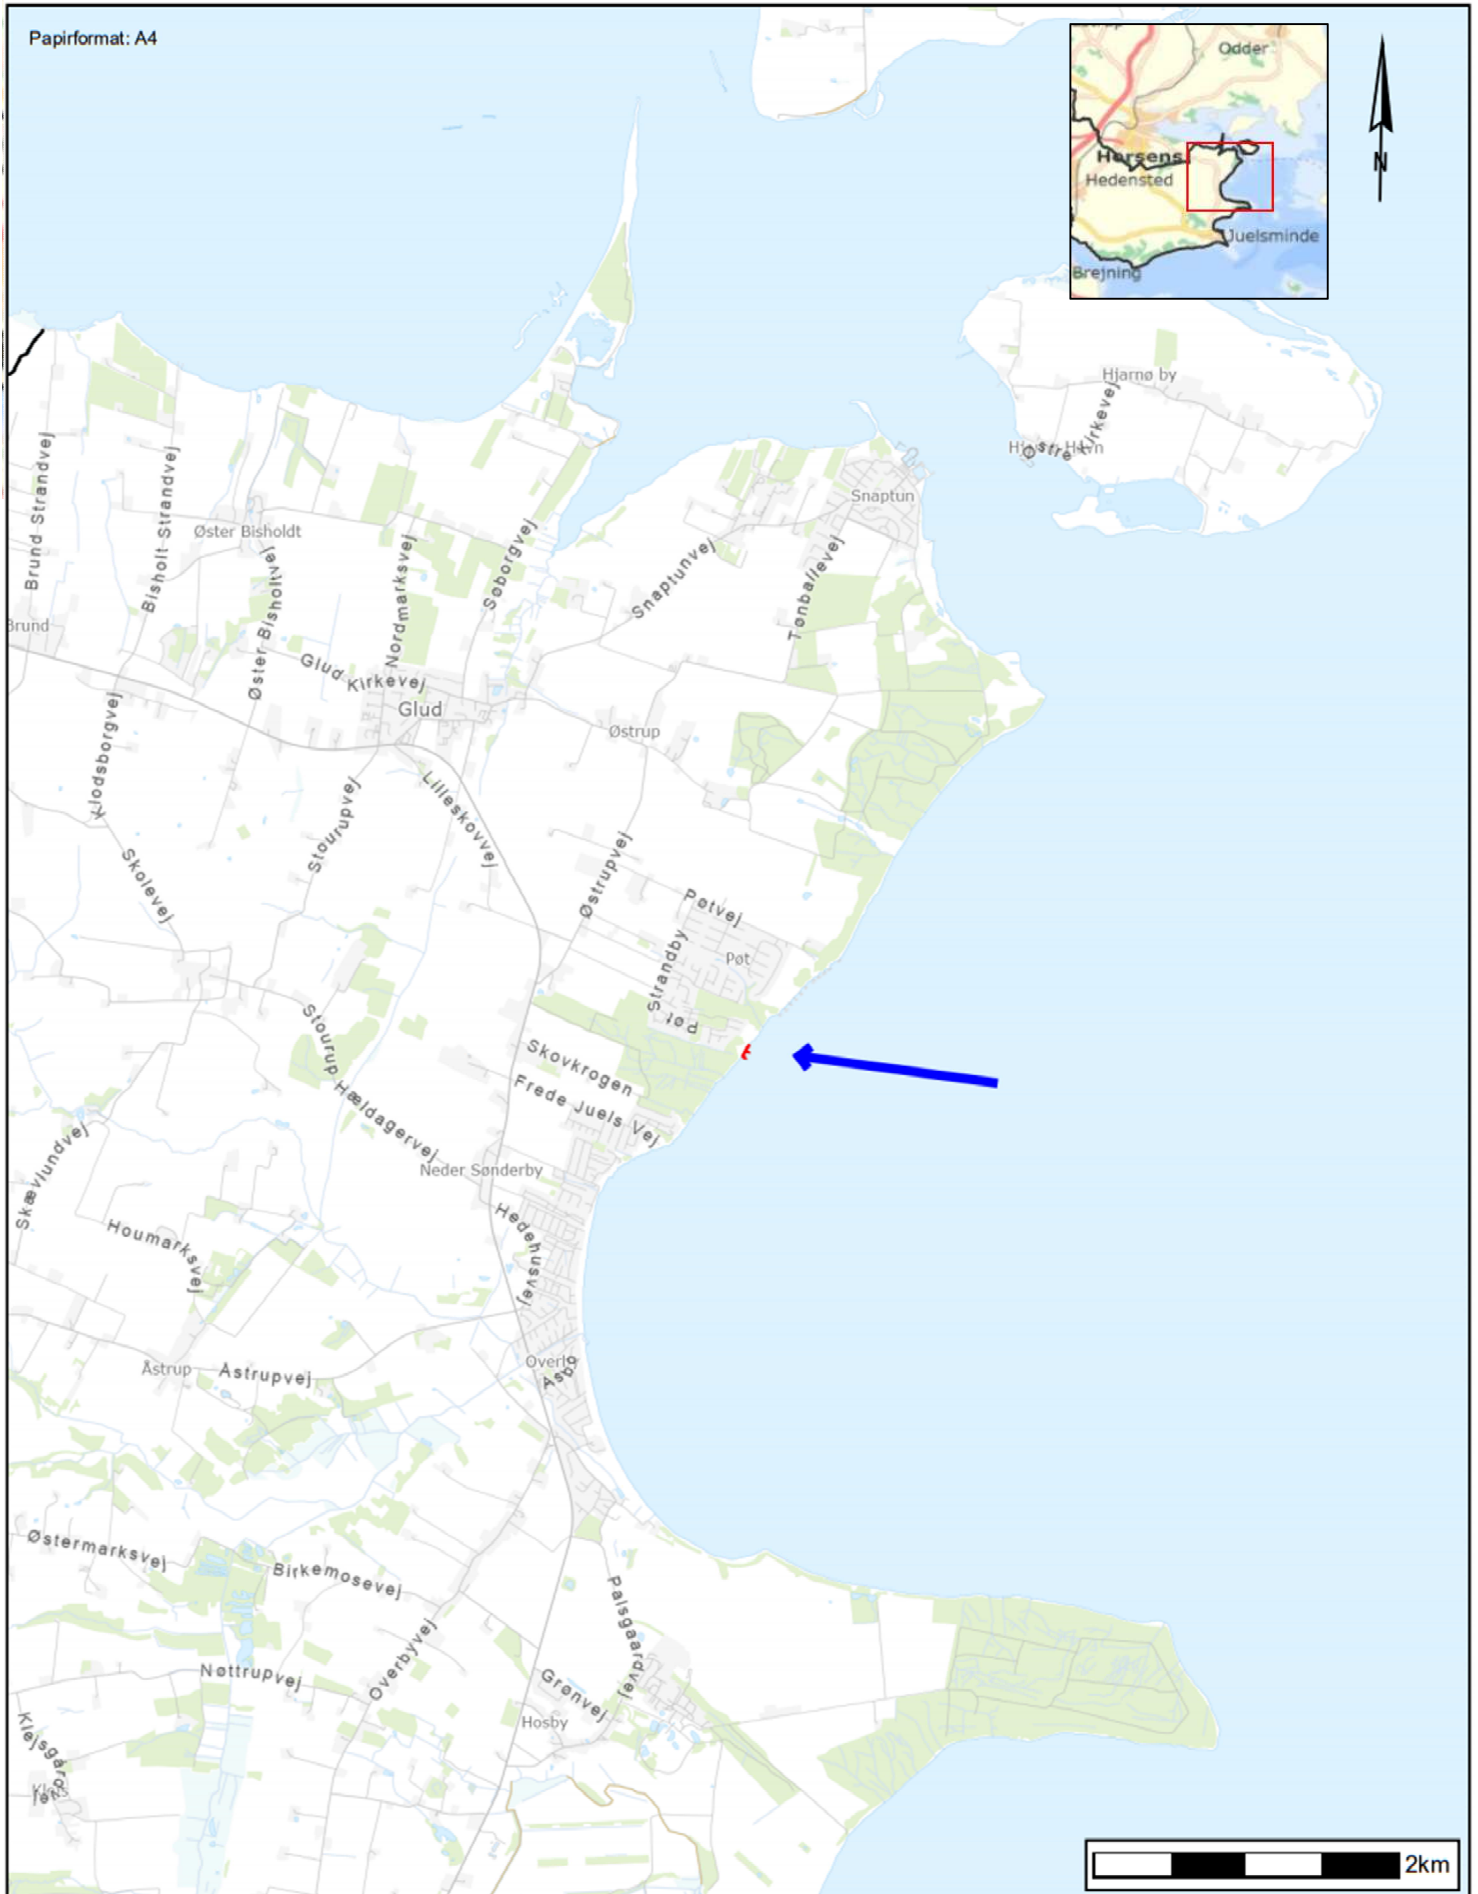 Papirformat: A4
Odder
Horsens
Hedensted
Juelsminde
Brejning
N
Hjarnø by
Østre Kirkevej
Snaptun
Brund Strandvej
Bisholt Strandvej
Øster Bisholdt
Øster Bisholtvej
Nordmarksvej
Søborgvej
Snaptunvej
Tønballevej
Brund
Glud Kirkevej
Glud
Østrup
Klodsborgvej
Stourupvej
Lilleskovvej
Skolevej
Østrupvej
Pøtvej
Strandby
Pøt
Pøt
Stourup
Skovkrogen
Frede Juels Vej
Hældagervej
Neder Sønderby
Skævlundvej
Houmarksvej
Hedehusvej
Åstrup
Åstrupvej
Overby
Østermarksvej
Birkemosevej
Palsgaardvej
Overbyvej
Nøttrupvej
Grønvej
Hosby
2km